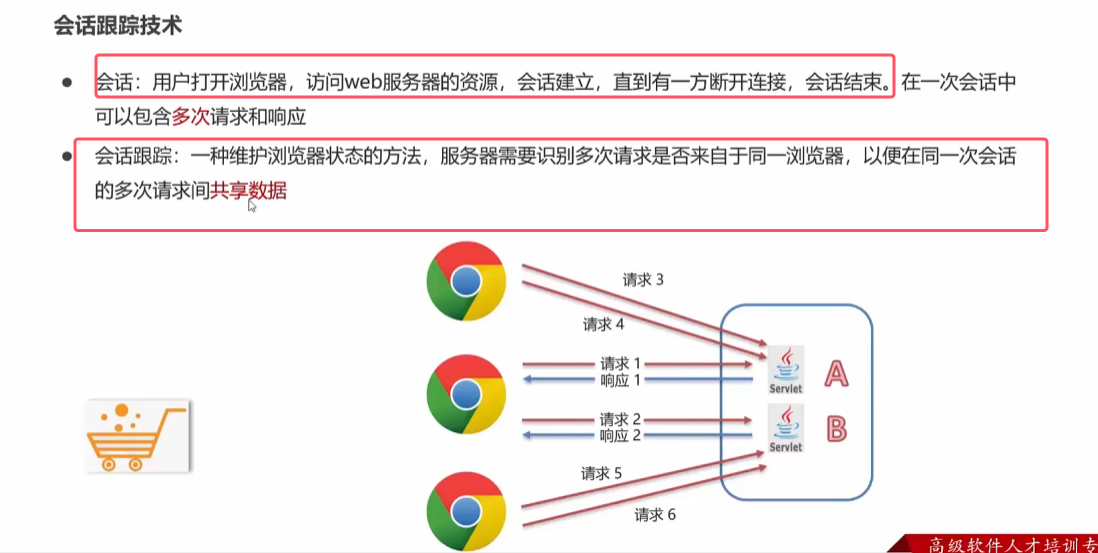 会话跟踪技术
● 会话：用户打开浏览器，访问web服务器的资源，会话建立，直到有一方断开连接，会话结束。在一次会话中
可以包含多次请求和响应
● 会话跟踪：一种维护浏览器状态的方法，服务器需要识别多次请求是否来自于同一浏览器，以便在同一次会话
的多次请求间共享数据
请求 3
请求 4
请求 1
响应 1
Servlet
A
请求 2
响应 2
Servlet
B
请求 5
请求 6
高级软件人才培训专